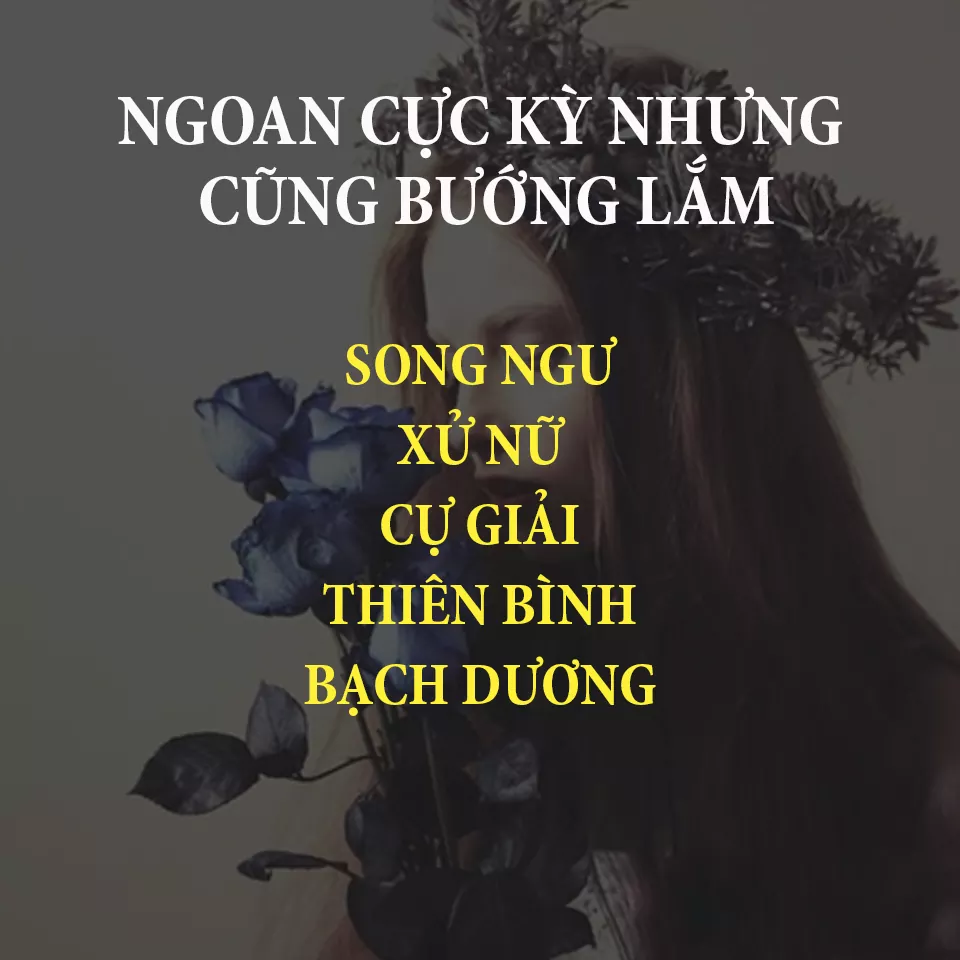 NGOAN CỰC KỲ NHƯNG
CŨNG BƯỚNG LẮM
SONG NGƯ
XỬ NỮ
CỰ GIẢI
THIÊN BÌNH
BẠCH DƯƠNG